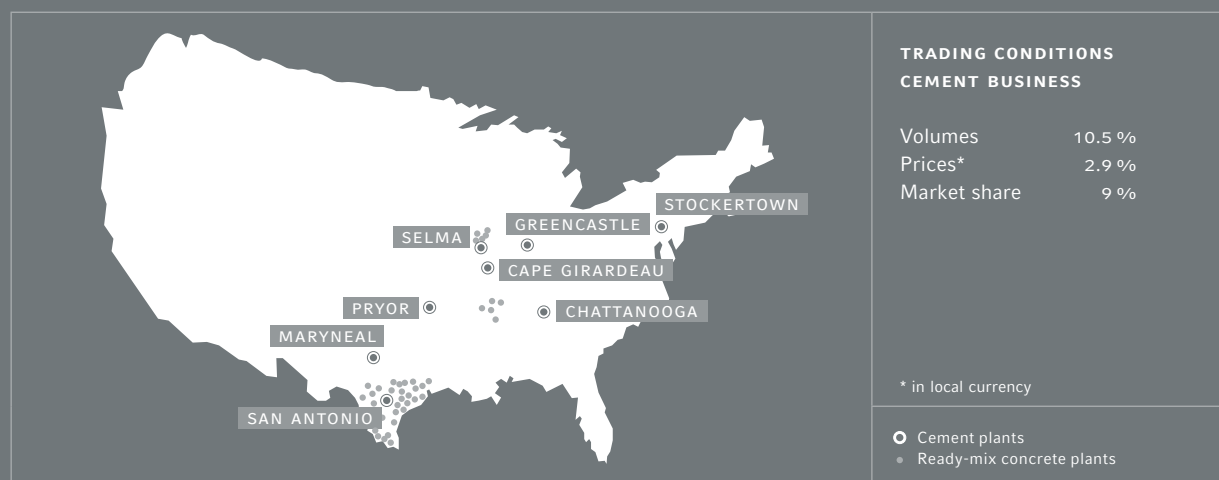 TRADING CONDITIONS
CEMENT BUSINESS
Volumes 10.5 %
Prices* 2.9 %
Market share 9 %
STOCKERTOWN
GREENCASTLE
SELMA
CAPE GIRARDEAU
PRYOR
CHATTANOOGA
MARYNEAL
SAN ANTONIO
* in local currency
Cement plants
Ready-mix concrete plants